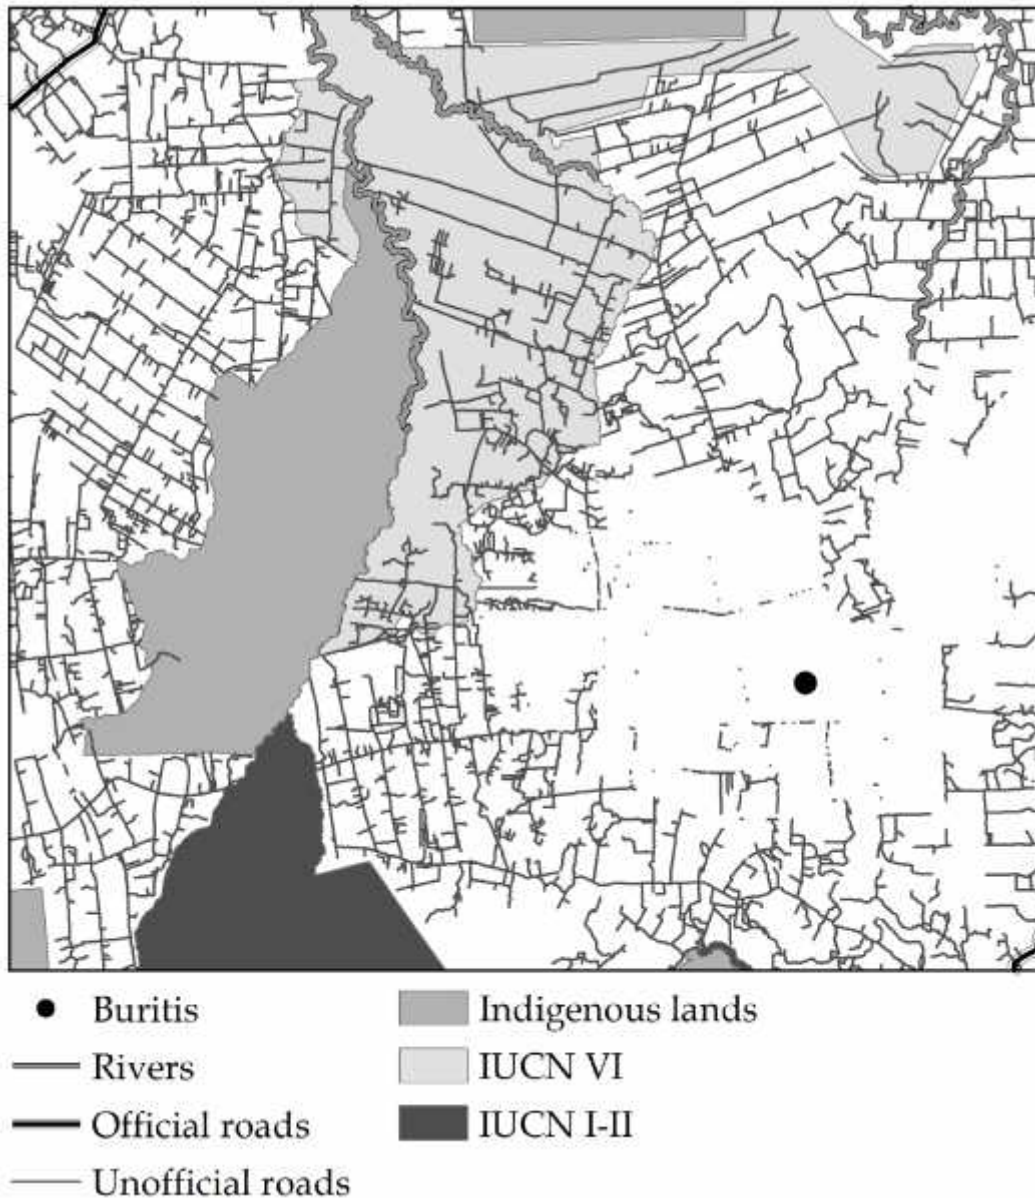 Buritis
Rivers
Official roads
Unofficial roads
Indigenous lands
IUCN VI
IUCN I-II